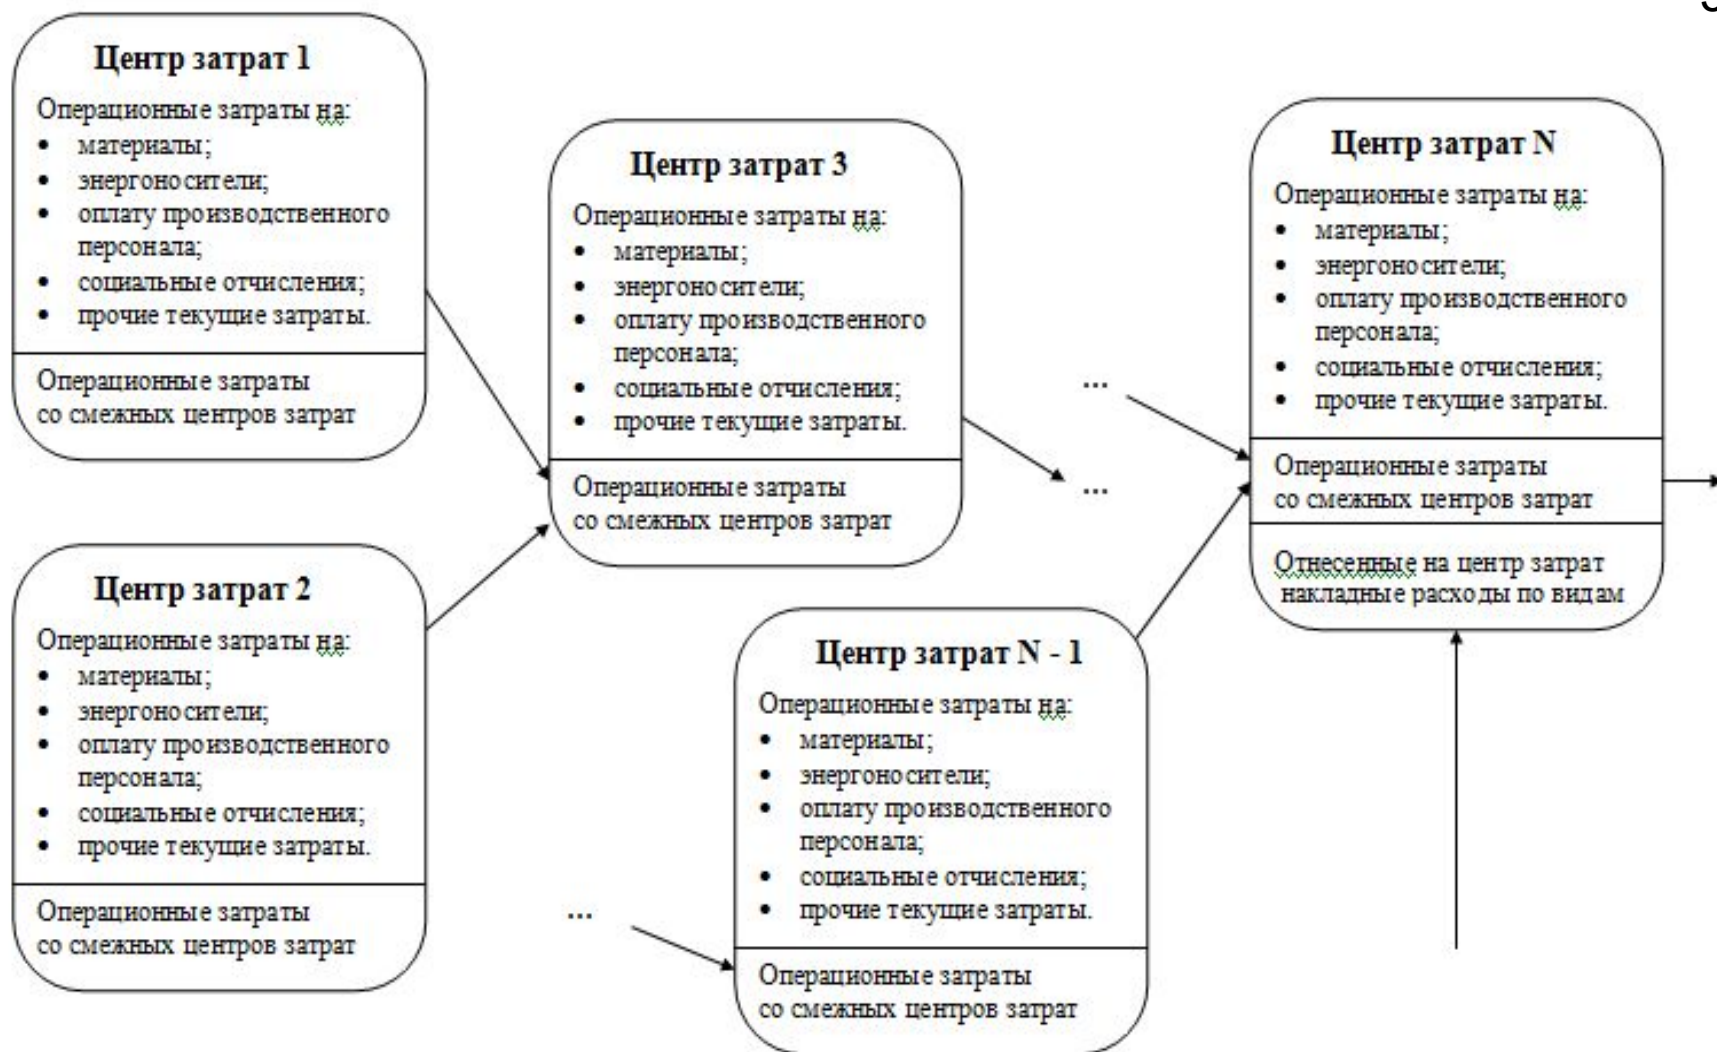 Центр затрат 1
Операционные затраты на:
• материалы;
• энергоносители;
• оплату производственного
персонала;
• социальные отчисления;
• прочие текущие затраты.
Операционные затраты
со смежных центров затрат
Центр затрат 2
Операционные затраты на:
• материалы;
• энергоносители;
• оплату производственного
персонала;
• социальные отчисления;
• прочие текущие затраты.
Операционные затраты
со смежных центров затрат
Центр затрат 3
Операционные затраты на:
• материалы;
• энергоносители;
• оплату производственного
персонала;
• социальные отчисления;
• прочие текущие затраты.
Операционные затраты
со смежных центров затрат
...
...
...
Центр затрат N - 1
Операционные затраты на:
• материалы;
• энергоносители;
• оплату производственного
персонала;
• социальные отчисления;
• прочие текущие затраты.
Операционные затраты
со смежных центров затрат
Центр затрат N
Операционные затраты на:
• материалы;
• энергоносители;
• оплату производственного
персонала;
• социальные отчисления;
• прочие текущие затраты.
Операционные затраты
со смежных центров затрат
Отнесенные на центр затрат
накладные расходы по видам